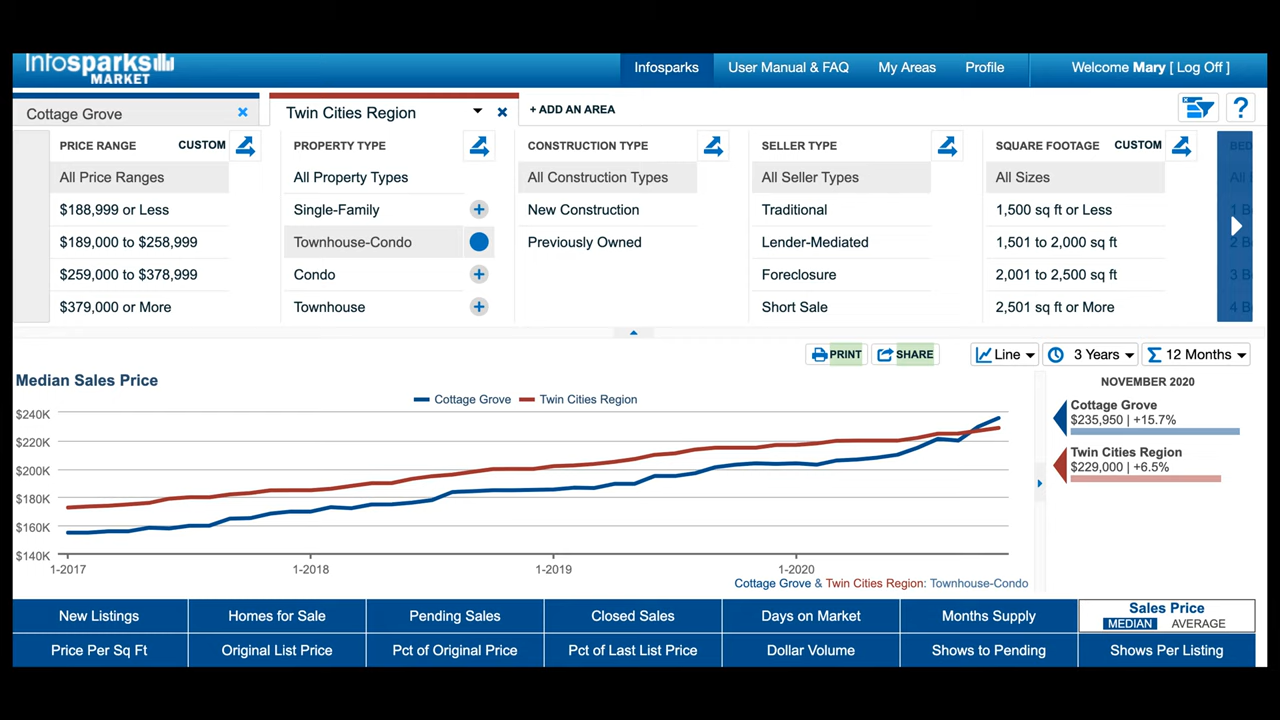 Infosparks
MARKET
Infosparks
User Manual & FAQ
My Areas
Profile
Welcome Mary [ Log Off ]
Cottage Grove
Twin Cities Region
+ ADD AN AREA
?
PRICE RANGE CUSTOM
All Price Ranges
$188,999 or Less
$189,000 to $258,999
$259,000 to $378,999
$379,000 or More
PROPERTY TYPE
All Property Types
Single-Family
Townhouse-Condo
Condo
Townhouse
CONSTRUCTION TYPE
All Construction Types
New Construction
Previously Owned
SELLER TYPE
All Seller Types
Traditional
Lender-Mediated
Foreclosure
Short Sale
SQUARE FOOTAGE CUSTOM
All Sizes
1,500 sq ft or Less
1,501 to 2,000 sq ft
2,001 to 2,500 sq ft
2,501 sq ft or More
PRINT
SHARE
Line
3 Years
12 Months
Median Sales Price
Cottage Grove
Twin Cities Region
$240K
$220K
$200K
$180K
$160K
$140K
1-2017
1-2018
1-2019
1-2020
Cottage Grove & Twin Cities Region: Townhouse-Condo
NOVEMBER 2020
Cottage Grove
$235,950 | +15.7%
Twin Cities Region
$229,000 | +6.5%
New Listings
Homes for Sale
Pending Sales
Closed Sales
Days on Market
Months Supply
Sales Price
MEDIAN AVERAGE
Price Per Sq Ft
Original List Price
Pct of Original Price
Pct of Last List Price
Dollar Volume
Shows to Pending
Shows Per Listing